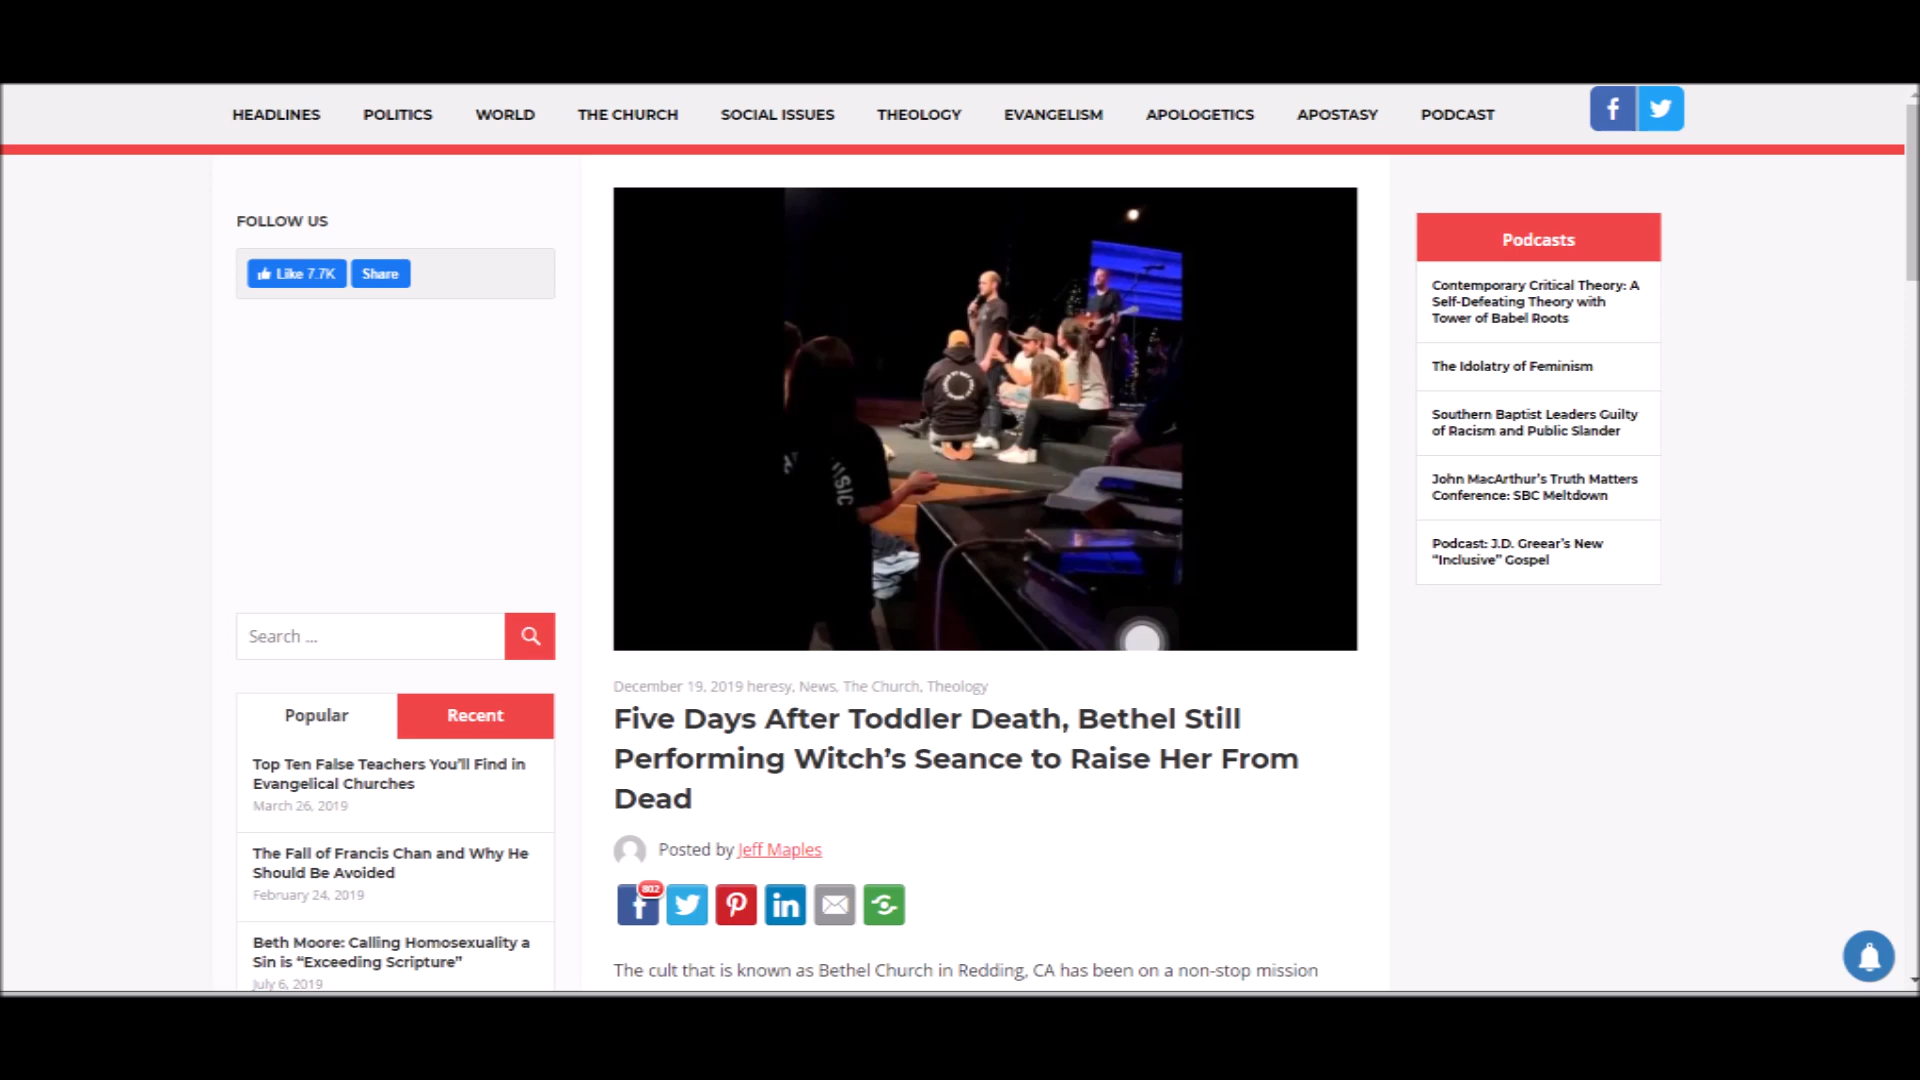 HEADLINES POLITICS WORLD THE CHURCH SOCIAL ISSUES THEOLOGY EVANGELISM APOLOGETICS APOSTASY PODCAST
FOLLOW US
Like 7.7K Share
Search ...
Popular Recent
Top Ten False Teachers You'll Find in
Evangelical Churches
March 26, 2019
The Fall of Francis Chan and Why He
Should Be Avoided
February 24, 2019
Beth Moore: Calling Homosexuality a
Sin is “Exceeding Scripture”
July 6, 2019
December 19, 2019 heresy, News, The Church, Theology
Five Days After Toddler Death, Bethel Still
Performing Witch’s Seance to Raise Her From
Dead
Posted by Jeff Maples
802
The cult that is known as Bethel Church in Redding, CA has been on a non-stop mission
Podcasts
Contemporary Critical Theory: A
Self-Defeating Theory with
Tower of Babel Roots
The Idolatry of Feminism
Southern Baptist Leaders Guilty
of Racism and Public Slander
John MacArthur’s Truth Matters
Conference: SBC Meltdown
Podcast: J.D. Greear’s New
“Inclusive” Gospel